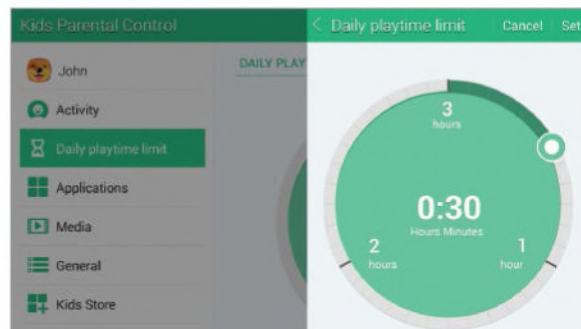 Kids Parental Control
John
Activity
Daily playtime limit
Applications
Media
General
Kids Store
DAILY PLAY
Daily playtime limit
Cancel
Set
3
hours
0:30
Hours Minutes
2
hours
1
hour